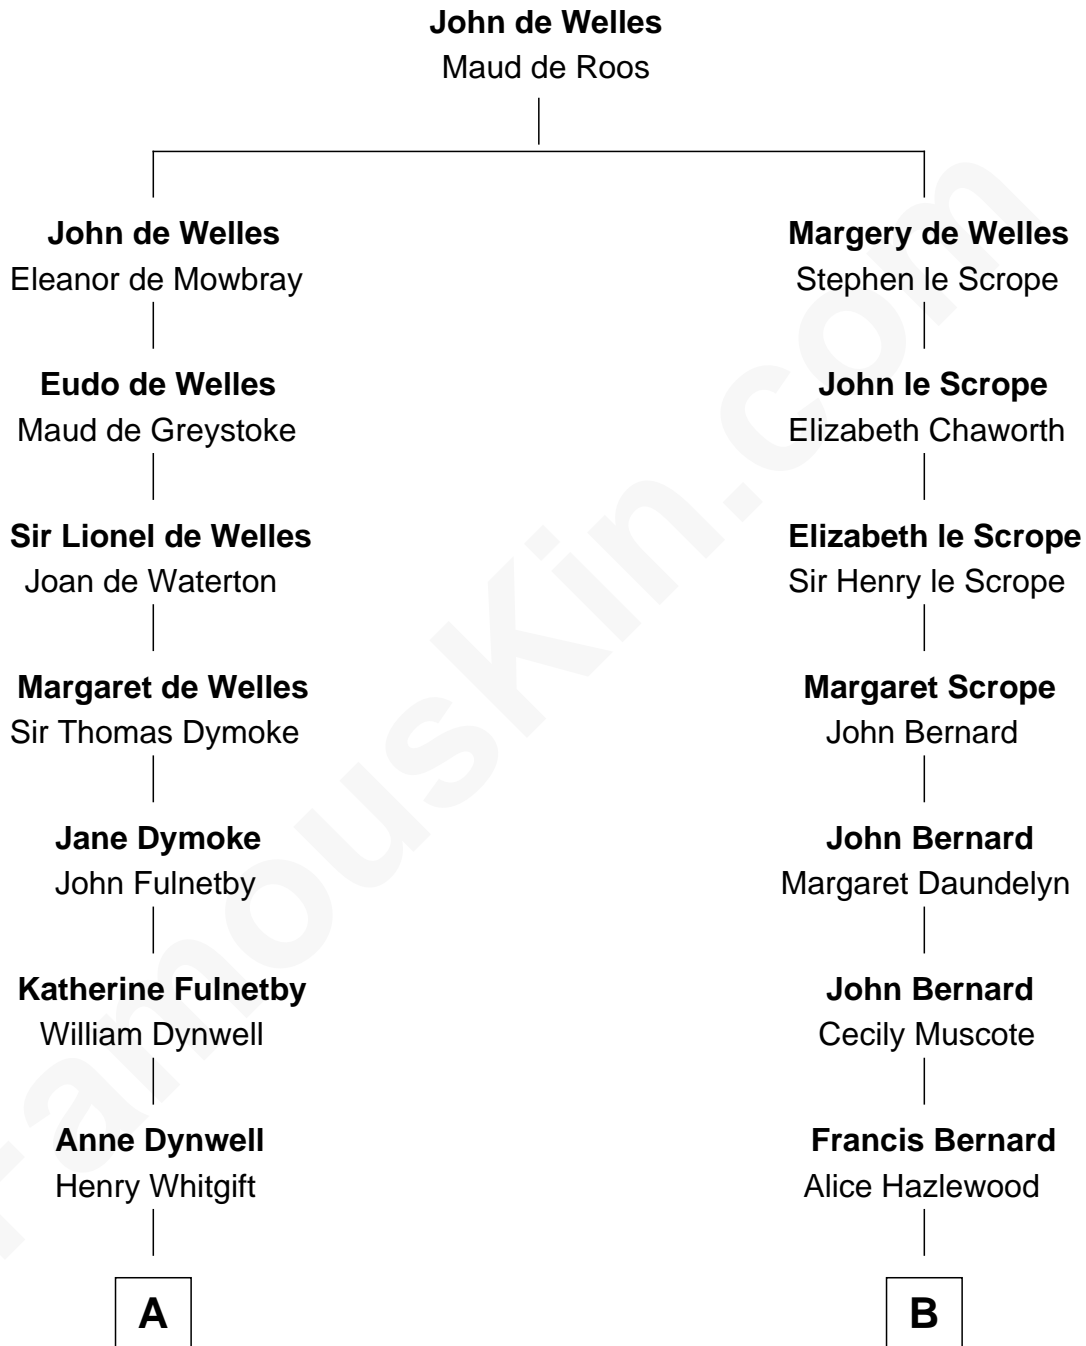 John de Welles
Maud de Roos
John de Welles
Eleanor de Mowbray
Margery de Welles
Stephen le Scrope
Eudo de Welles
Maud de Greystoke
John le Scrope
Elizabeth Chaworth
Sir Lionel de Welles
Joan de Waterton
Elizabeth le Scrope
Sir Henry le Scrope
Margaret de Welles
Sir Thomas Dymoke
Margaret Scrope
John Bernard
Jane Dymoke
John Fulnetby
John Bernard
Margaret Daundelyn
Katherine Fulnetby
William Dynwell
John Bernard
Cecily Muscote
Anne Dynwell
Henry Whitgift
Francis Bernard
Alice Hazlewood
A
B
FamousKin.com